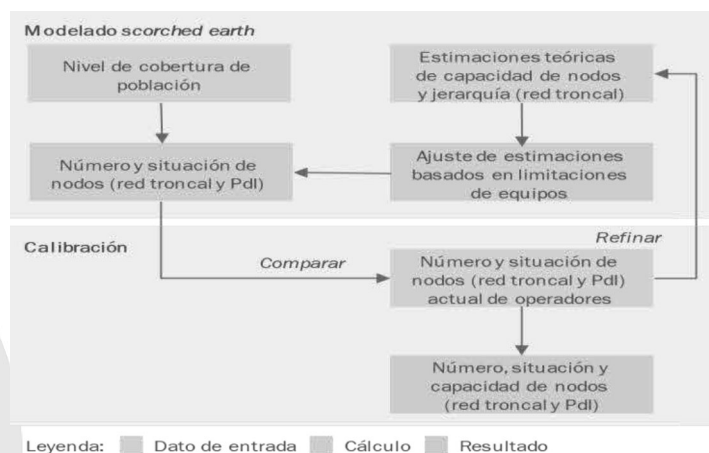 Modelado scorched earth
Nivel de cobertura de
población
Estimaciones teóricas
de capacidad de nodos
y jerarquía (red troncal)
Número y situación de
nodos (red troncal y PdI)
Ajuste de estimaciones
basados en limitaciones
de equipos
Calibración
Comparar
Refinar
Número y situación de
nodos (red troncal y PdI)
actual de operadores
Número, situación y
capacidad de nodos
(red troncal y PdI)
Leyenda: Dato de entrada Cálculo Resultado